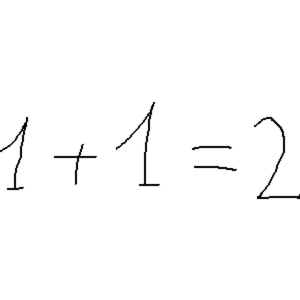 1 + 1 = 2